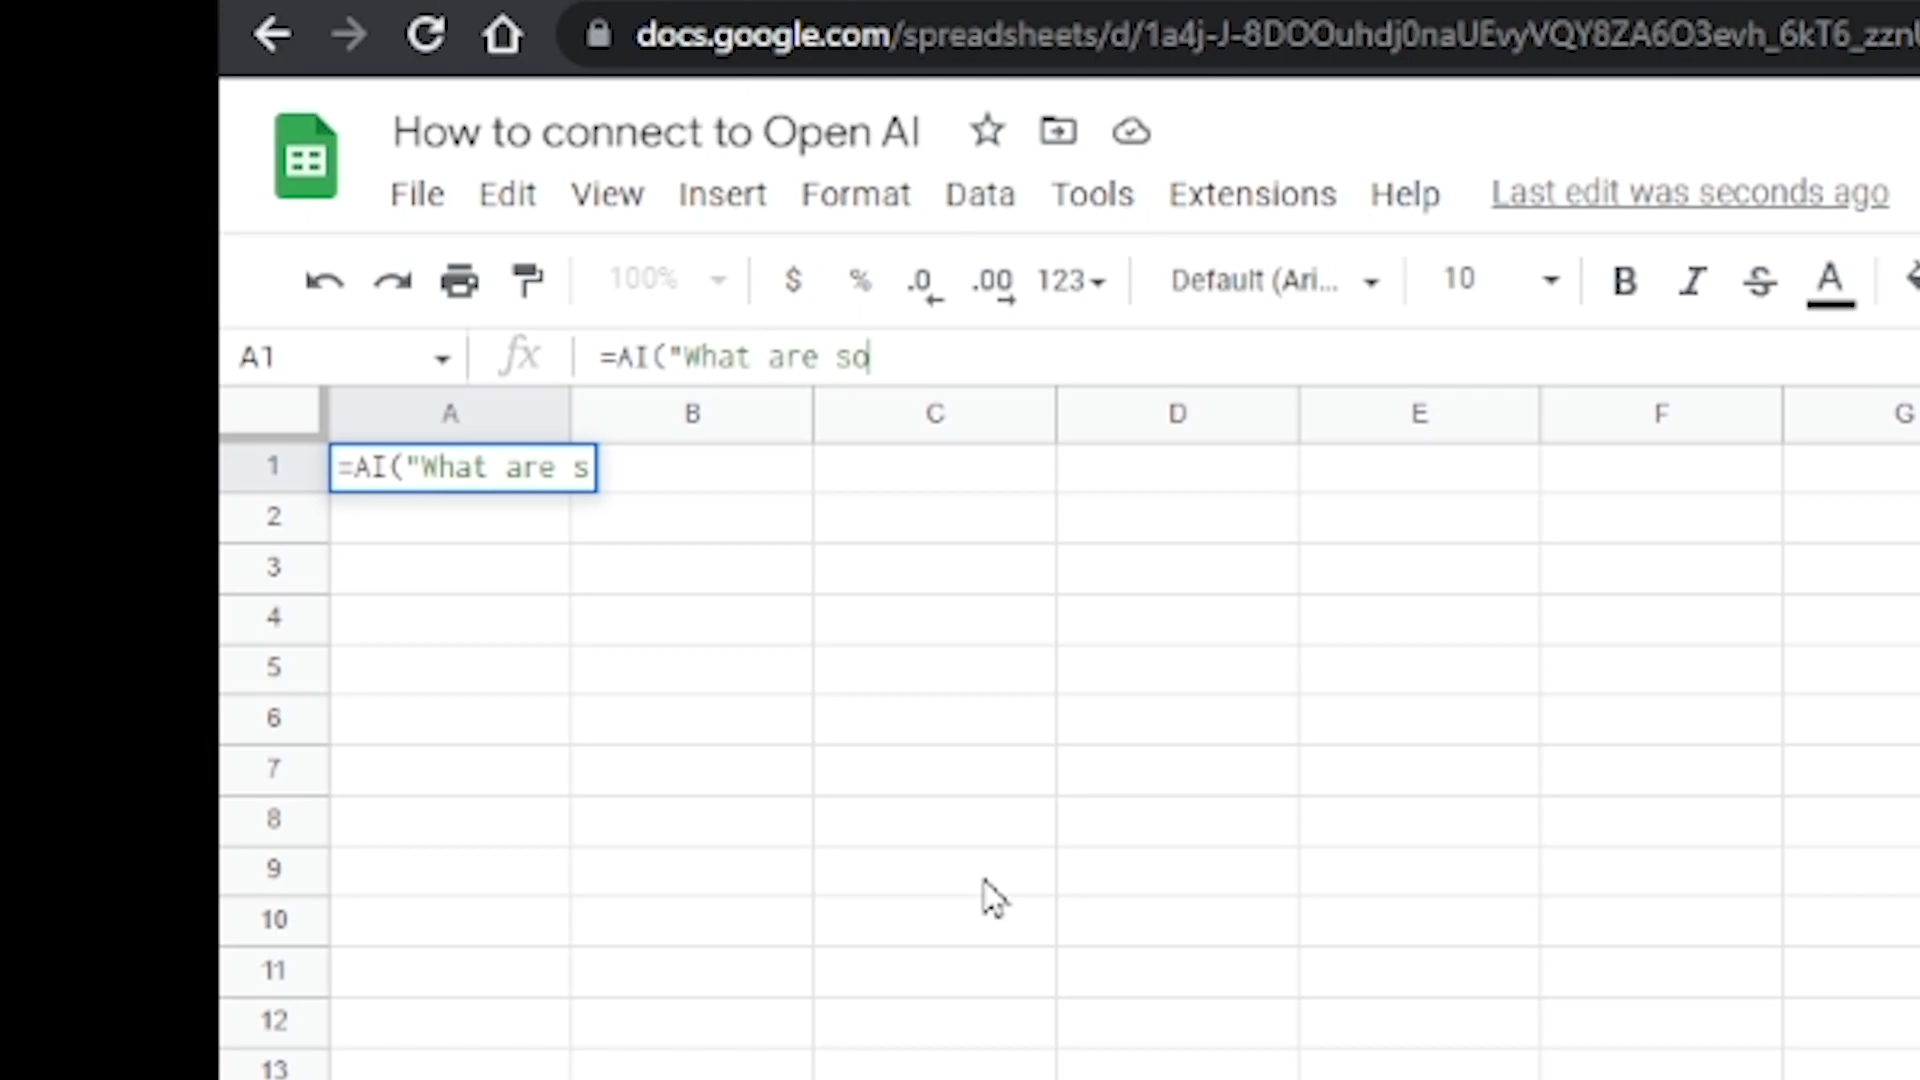 docs.google.com/spreadsheets/d/1a4j-J-8DOOuhdj0naUEvyVQY8ZA6O3evh_6kT6_zzn
How to connect to Open AI
File Edit View Insert Format Data Tools Extensions Help Last edit was seconds ago
100% $ % .0 .00 123 Default (Ari... 10 B I S A
A1 fx =AI("What are so
A B C D E F G
1 =AI("What are s
2
3
4
5
6
7
8
9
10
11
12
13